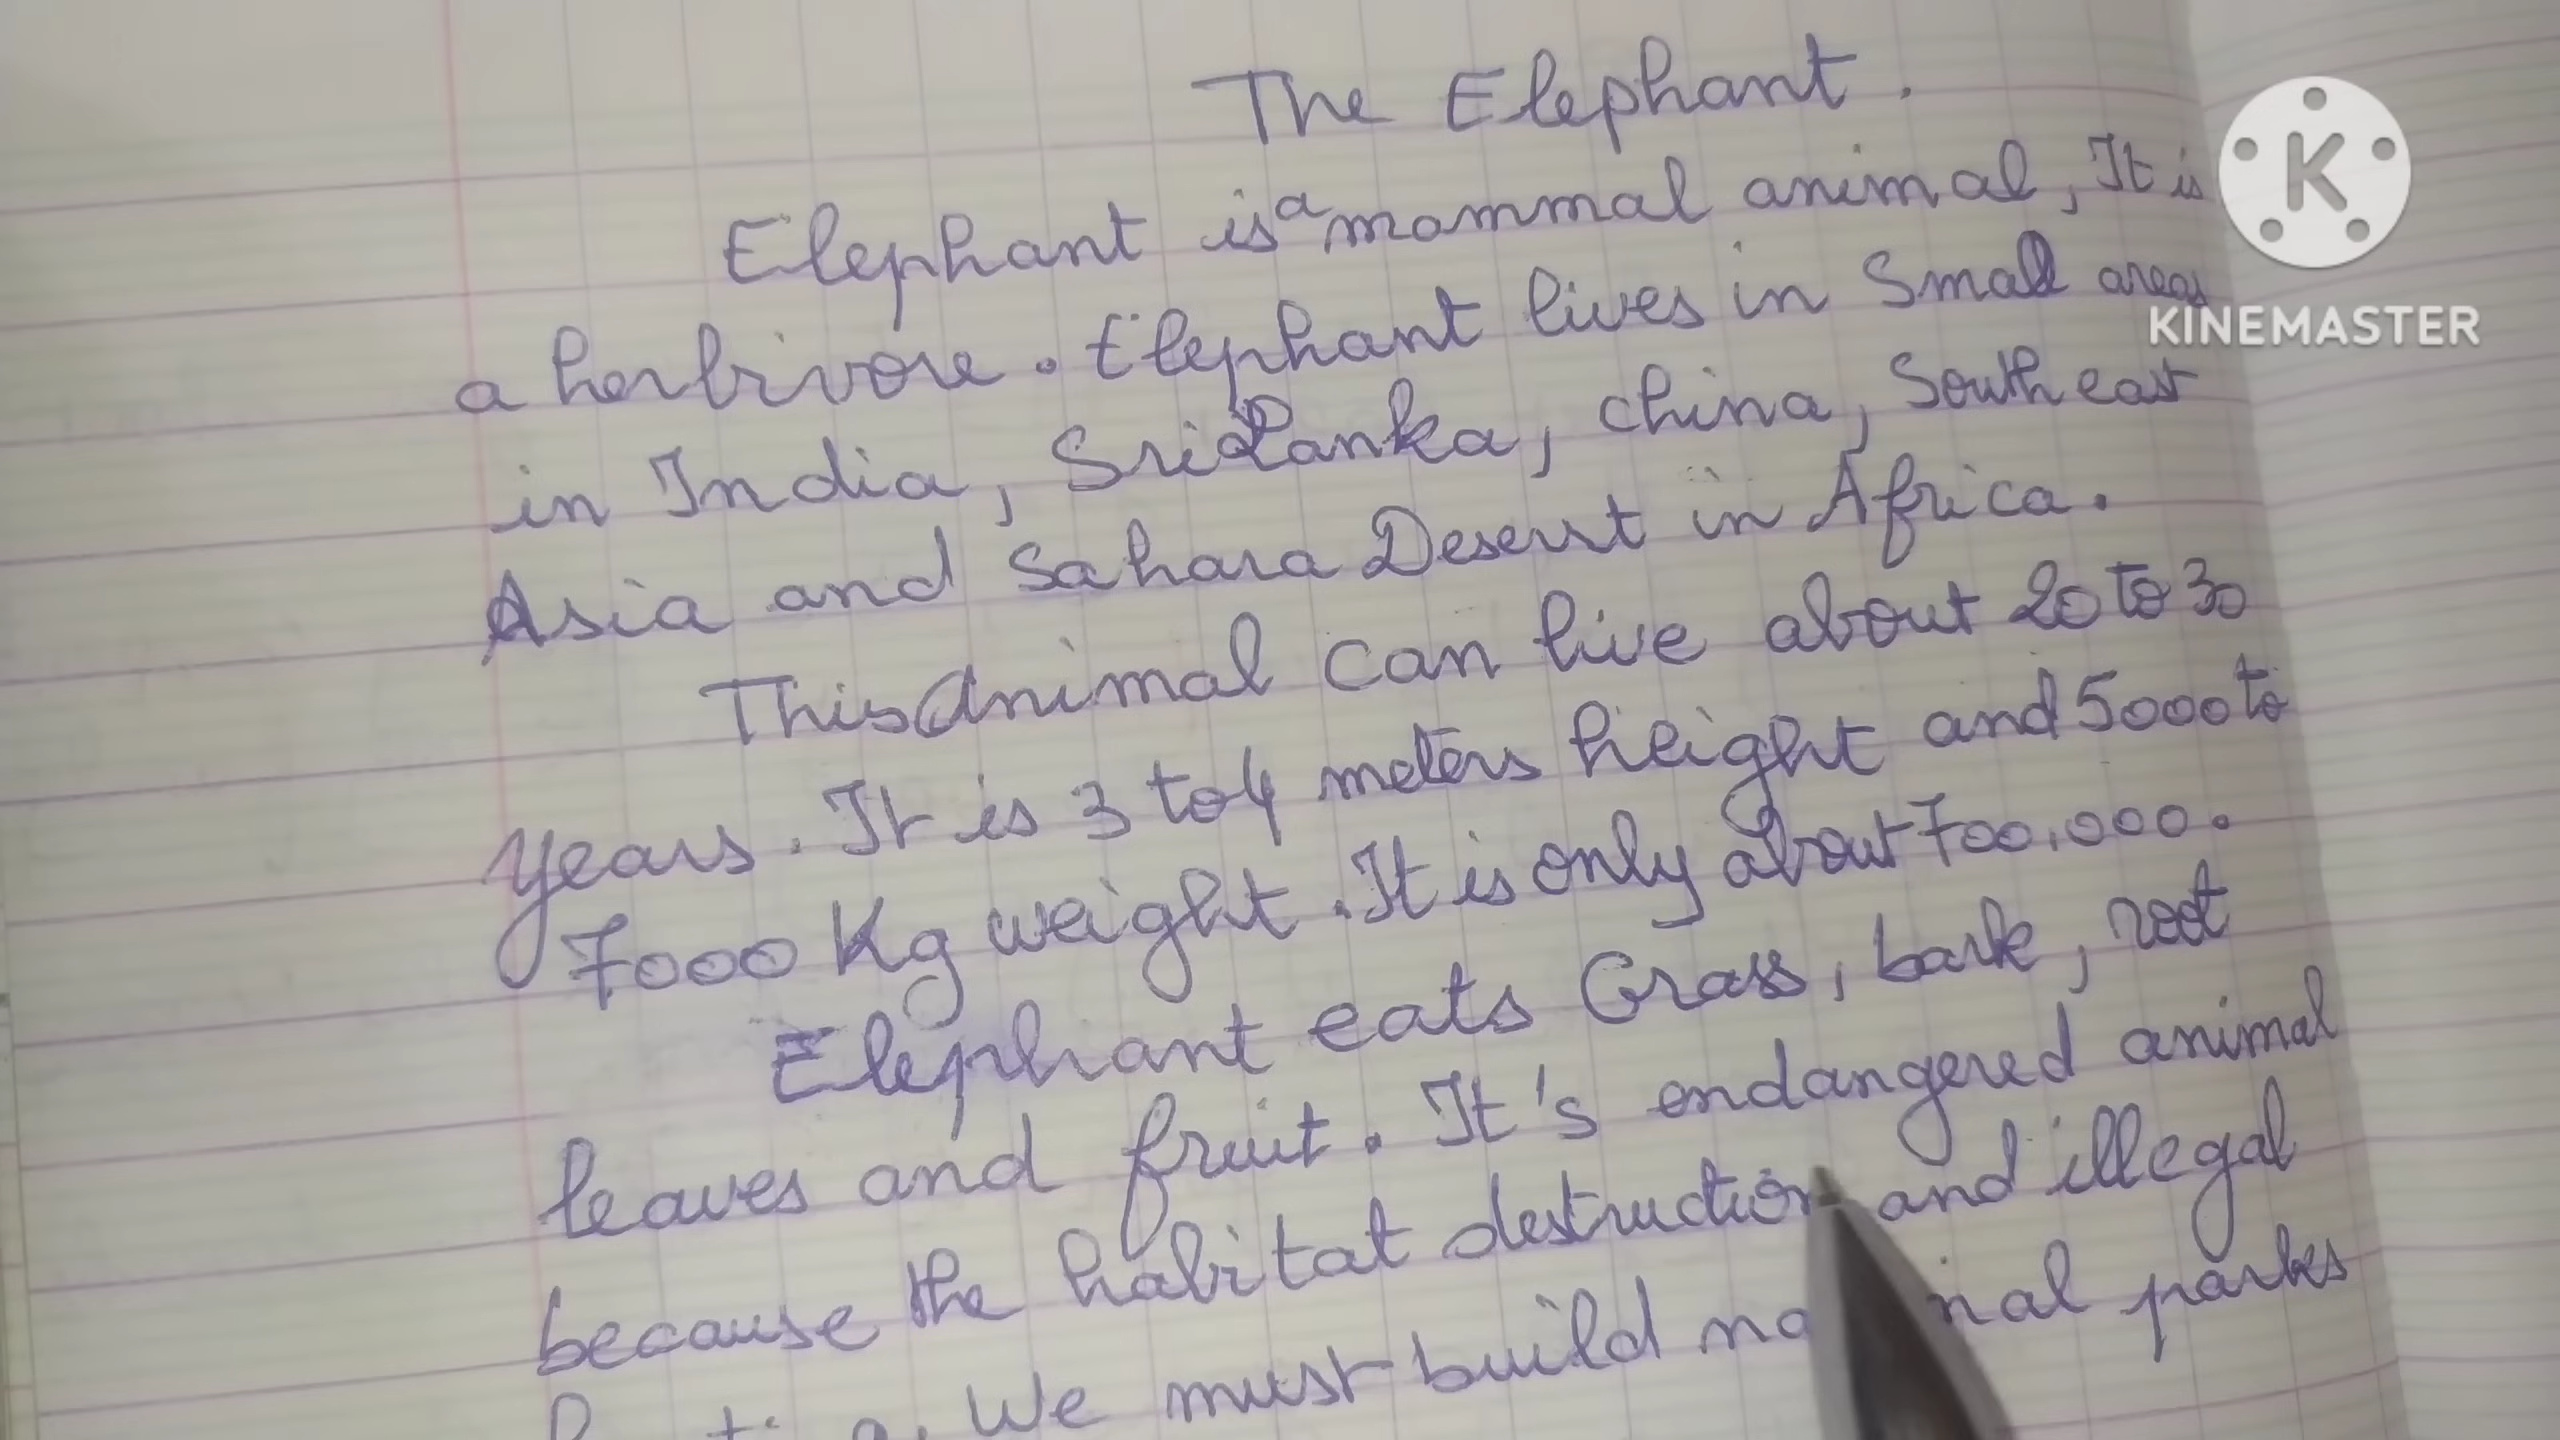 The Elephant.
Elephant is a mammal animal, It is
a herbivore. Elephant lives in Small areas
in India, Sri Lanka, china, South east
Asia and Sahara Desert in Africa.
This animal can live about 20 to 30
years. It is 3 to 4 meters height and 5000 to
7000 Kg weight. It is only about 700.000.
Elephant eats Grass, bark, root
leaves and fruit. It's endangered animal
because the habitat destruction and illegal
We must build national parks
KINEMASTER